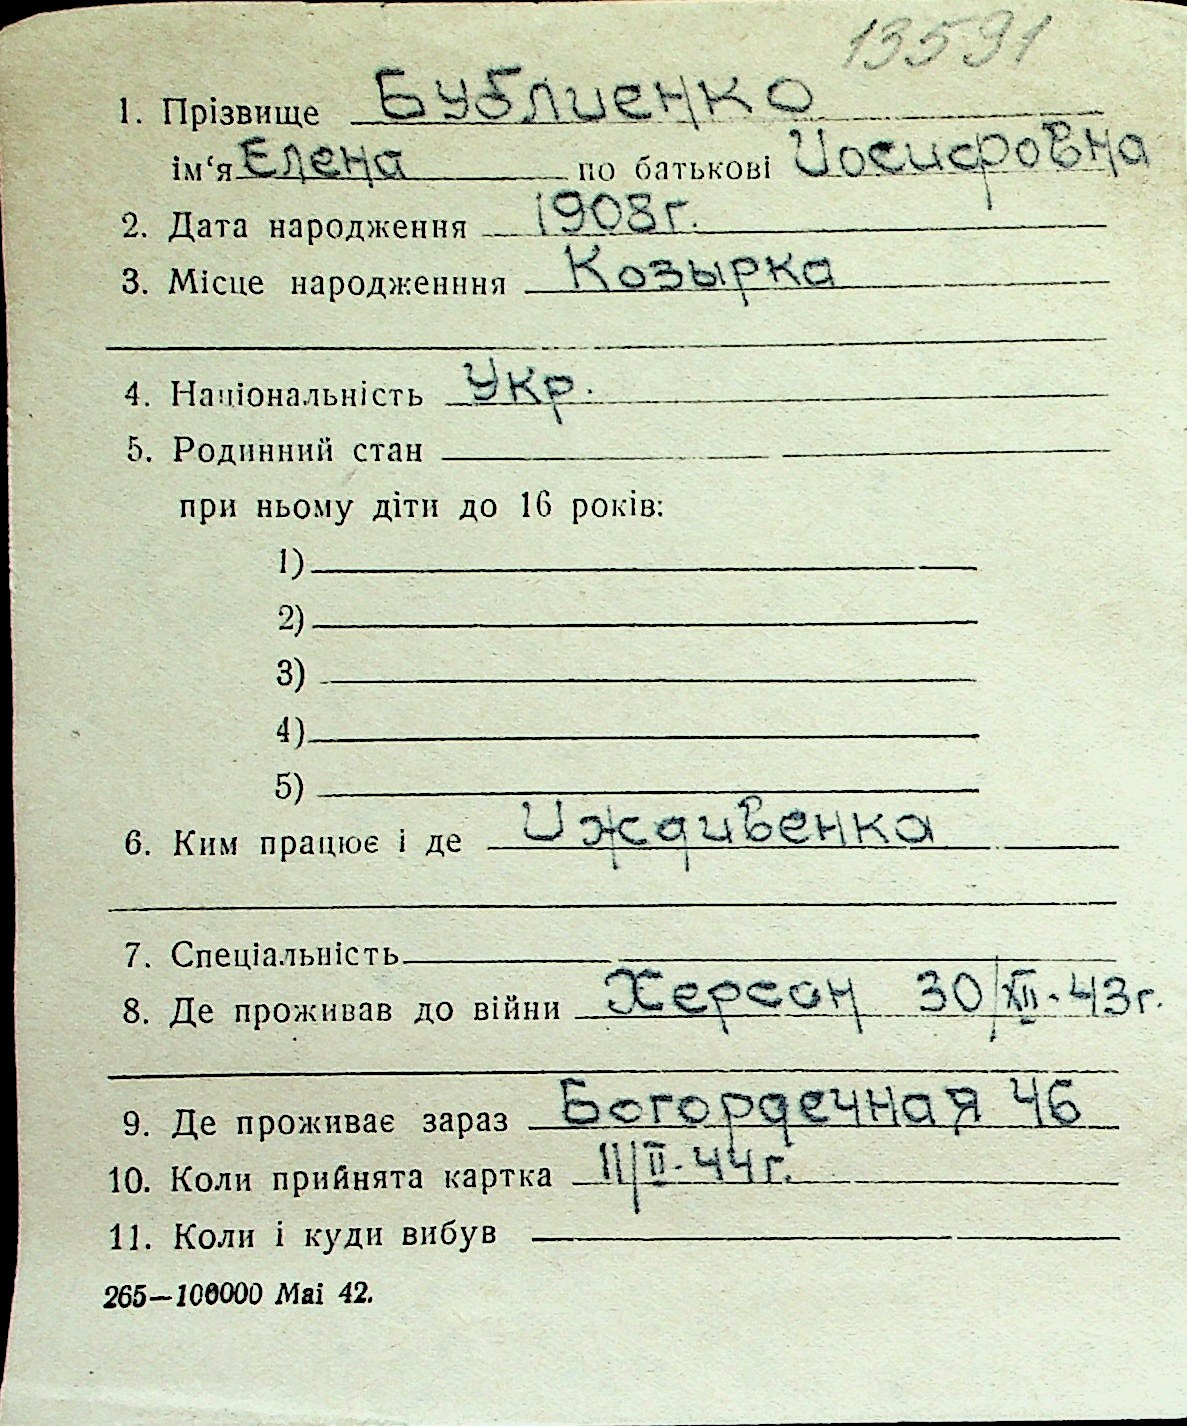 13591
1. Прізвище Бублиенко
ім‘я Елена по батькові Иосифовна
2. Дата народження 1908г.
3. Місце народженння Козырка
4. Національність Укр.
5. Родинний стан
при ньому діти до 16 років:
1)
2)
3)
4)
5)
6. Ким працює і де Иждивенка
7. Спеціальність
8. Де проживав до війни Херсон 30/XII-43г.
9. Де проживає зараз Богордечная 46
10. Коли прийнята картка 11/II-44г.
11. Коли і куди вибув
265—100000 Mai 42.